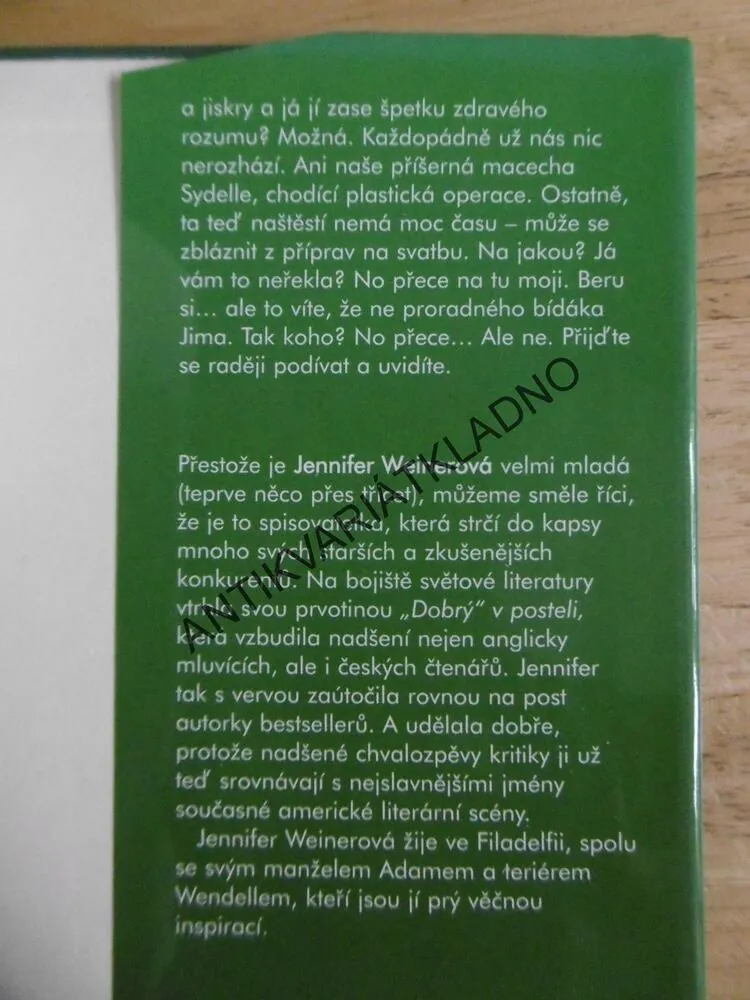 a jiskry a já jí zase špetku zdravého
rozumu? Možná. Každopádně už nás nic
nerozhází. Ani naše příšerná macecha
Sydelle, chodící plastická operace. Ostatně,
ta teď naštěstí nemá moc času – může se
zbláznit z příprav na svatbu. Na jakou? Já
vám to neřekla? No přece na tu moji. Beru
si... ale to víte, že ne proradného bídáka
Jima. Tak koho? No přece... Ale ne. Přijďte
se raději podívat a uvidíte.
Přestože je Jennifer Weinerová velmi mladá
(teprve něco přes třicet), můžeme směle říci,
že je to spisovatelka, která strčí do kapsy
mnoho svých starších a zkušenějších
konkurentů. Na bojiště světové literatury
vtrhla svou prvotinou „Dobrý“ v posteli,
která vzbudila nadšení nejen anglicky
mluvících, ale i českých čtenářů. Jennifer
tak s vervou zaútočila rovnou na post
autorky bestsellerů. A udělala dobře,
protože nadšené chvalozpěvy kritiky ji už
teď srovnávají s nejslavnějšími jmény
současné americké literární scény.
Jennifer Weinerová žije ve Filadelfii, spolu
se svým manželem Adamem a teriérem
Wendellem, kteří jsou jí prý věčnou
inspirací.
ANTIKVARIÁTKLADNO